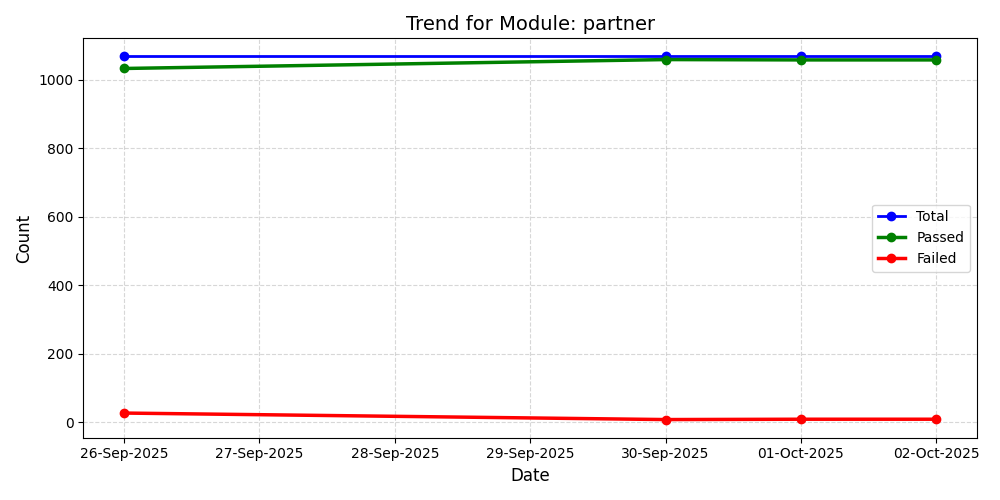 Trend for Module: partner
Count
1000
800
600
400
200
0
Total
Passed
Failed
26-Sep-2025 27-Sep-2025 28-Sep-2025 29-Sep-2025 30-Sep-2025 01-Oct-2025 02-Oct-2025
Date